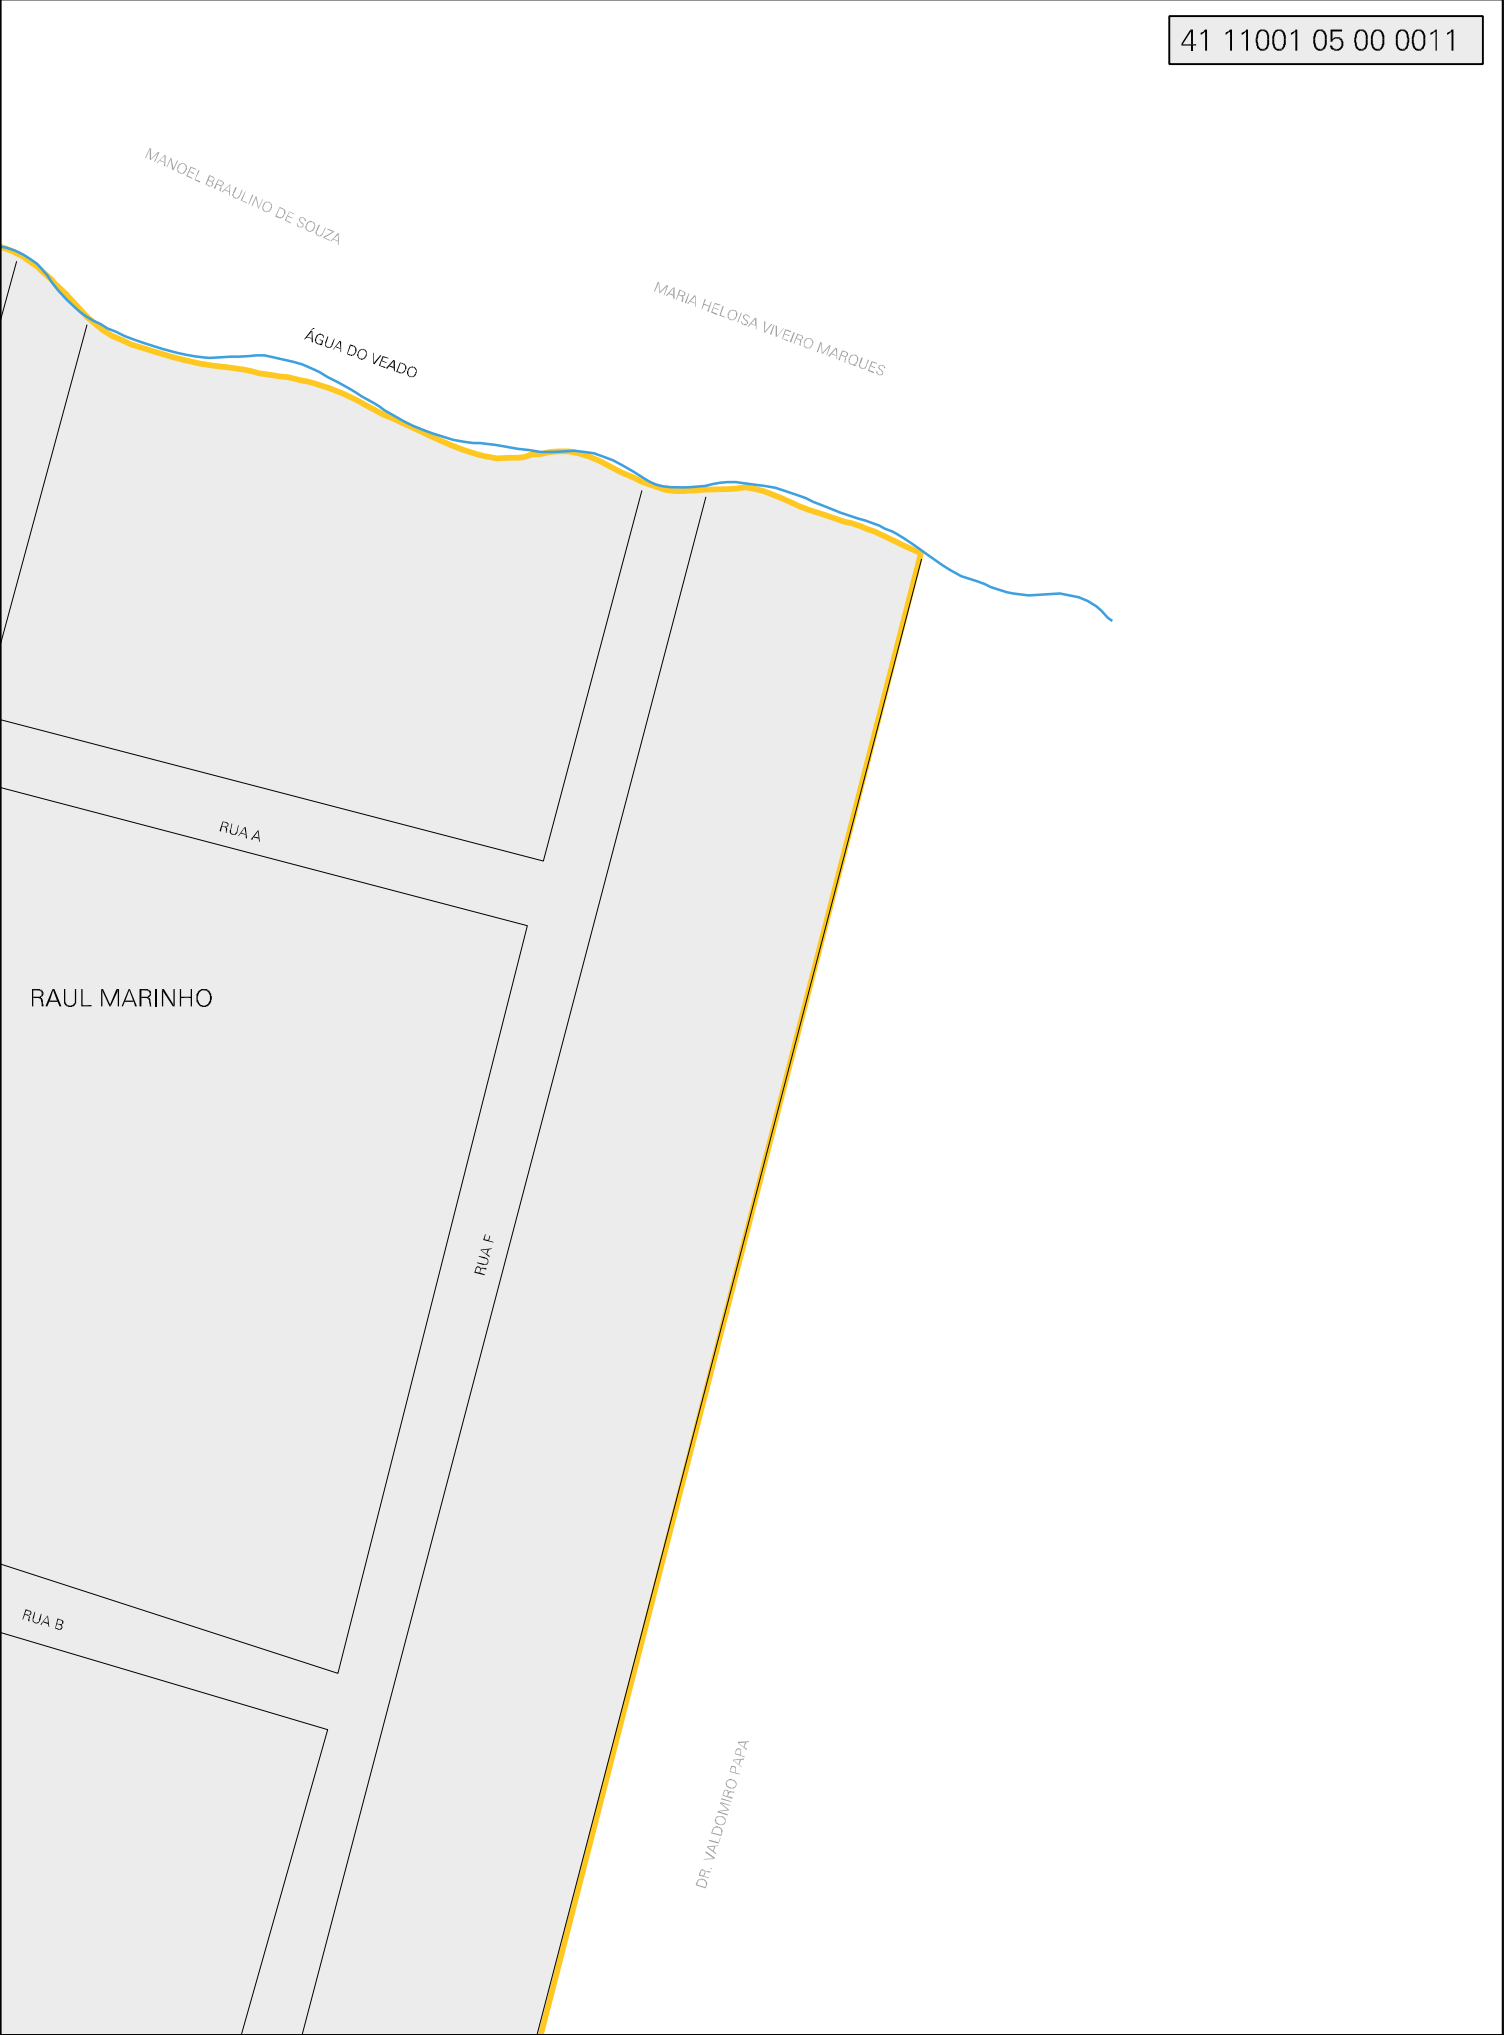 41 11001 05 00 0011
MANOEL BRAULINO DE SOUZA
MARIA HELOISA VIVEIRO MARQUES
ÁGUA DO VEADO
RUA A
RAUL MARINHO
RUA F
RUA B
DR. VALDOMIRO PAPA